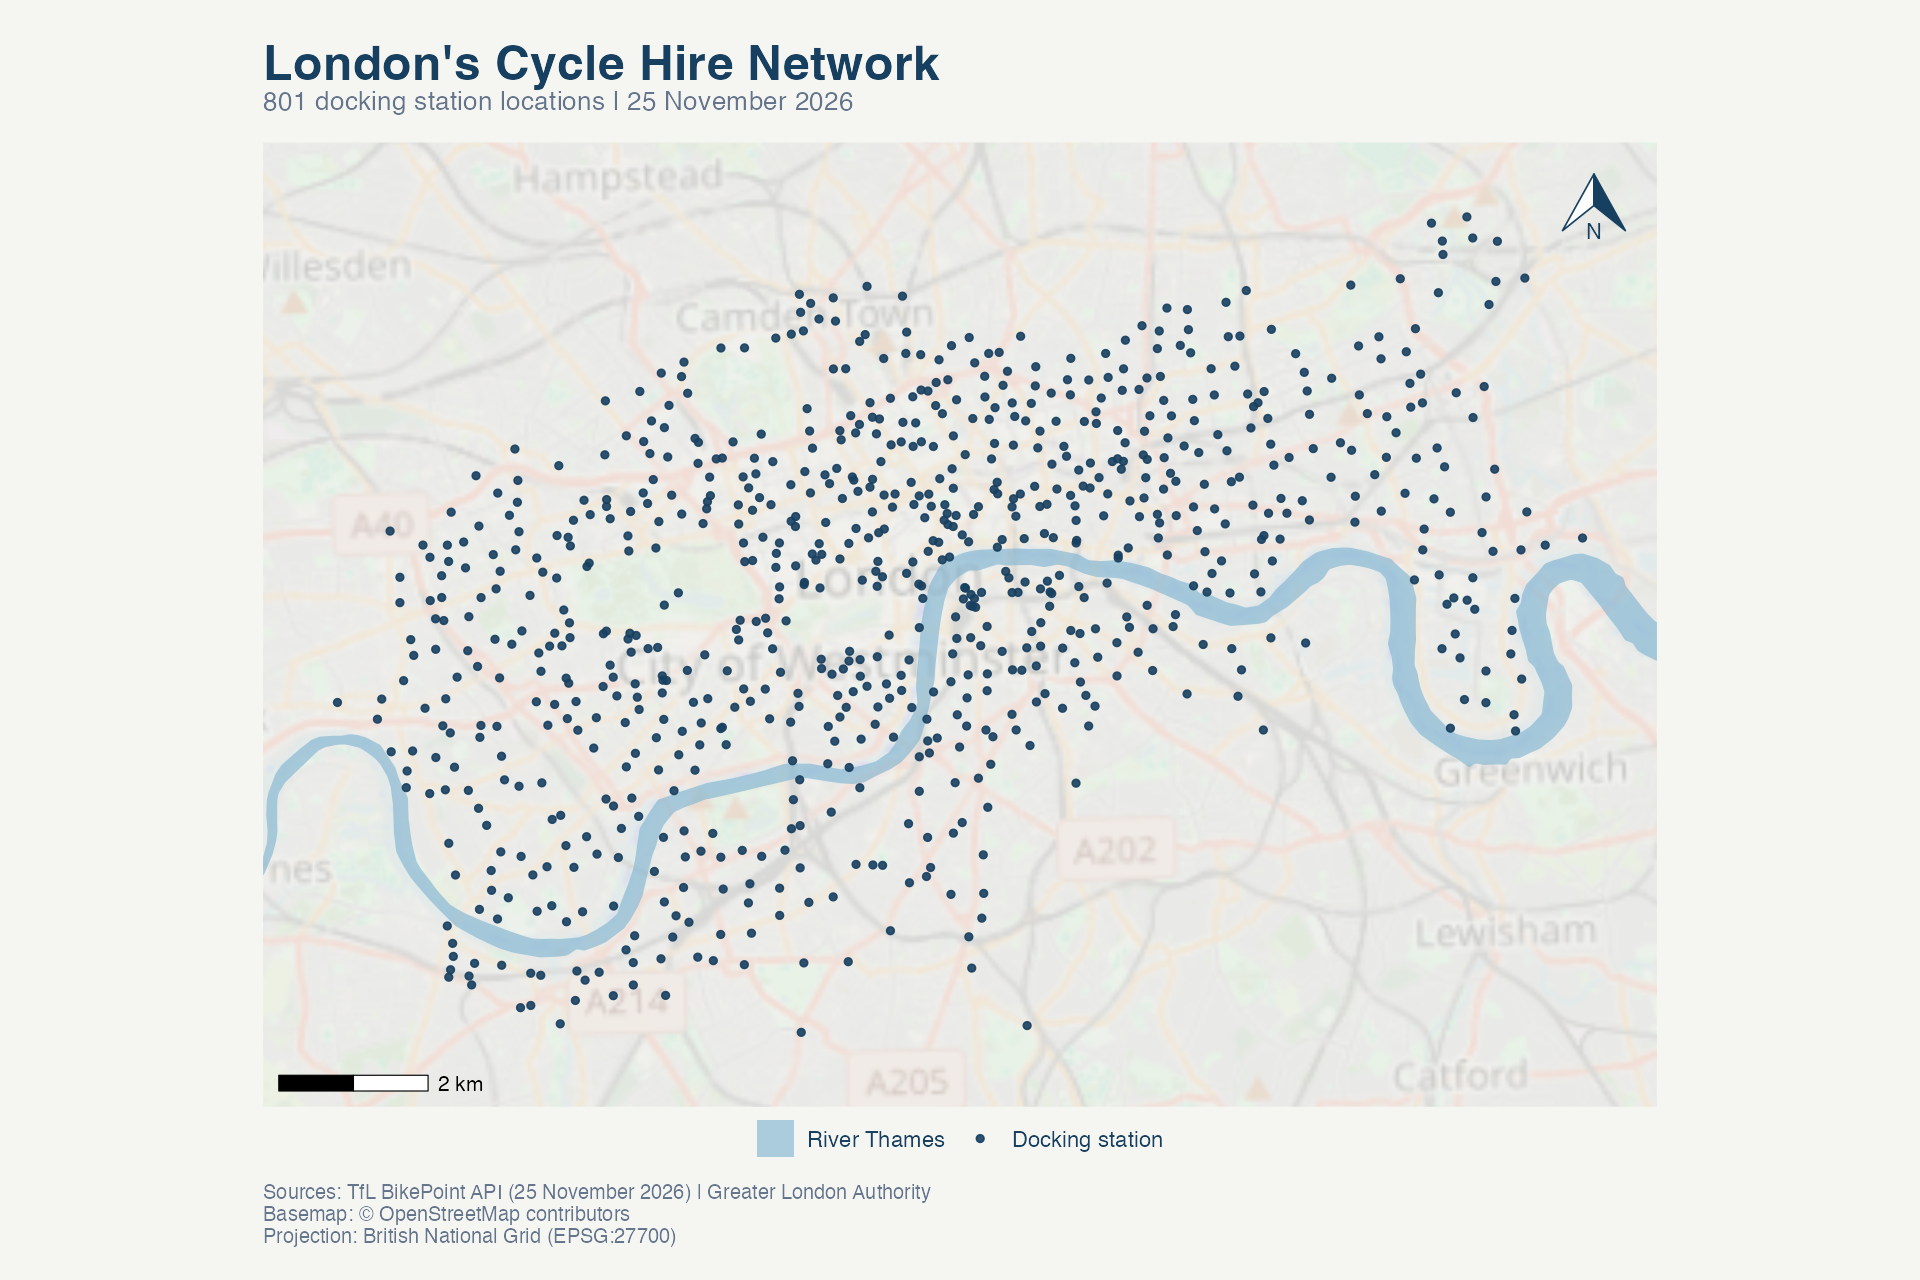 London's Cycle Hire Network
801 docking station locations | 25 November 2026
Hampstead
N
illesden
Camden Town
A40
London
City of Westminster
Greenwich
A202
nes
Lewisham
A214
Catford
A205
2 km
River Thames
Docking station
Sources: TfL BikePoint API (25 November 2026) | Greater London Authority
Basemap: © OpenStreetMap contributors
Projection: British National Grid (EPSG:27700)